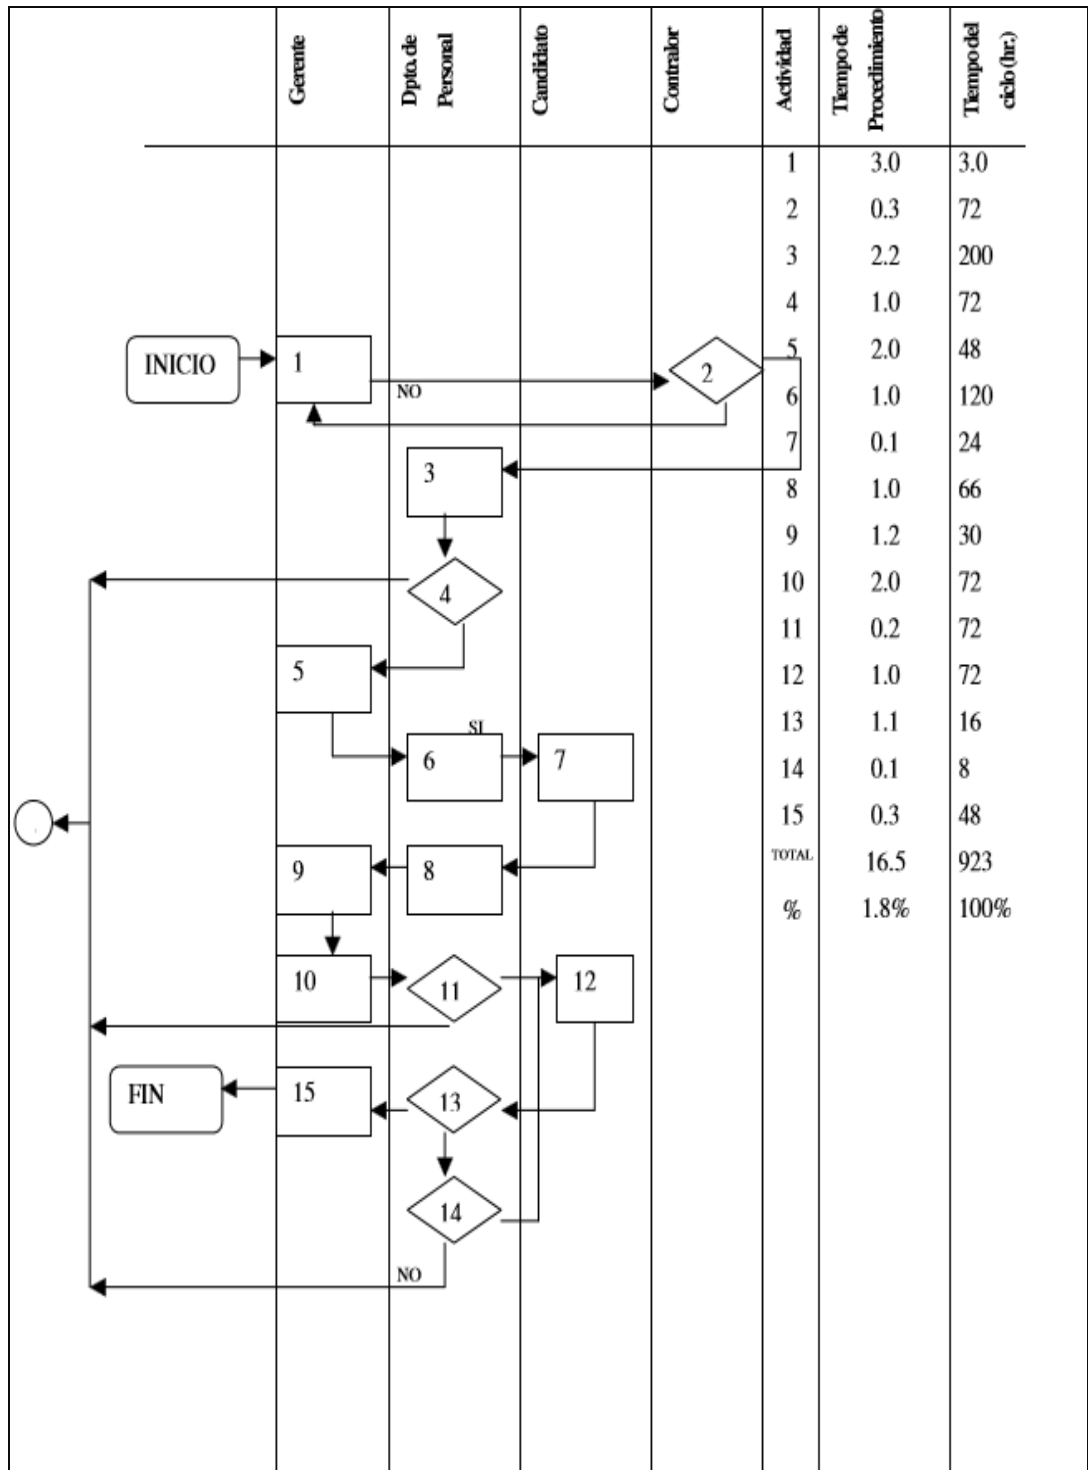 Gerente
Dpto. de
Personal
Candidato
Contralor
Actividad
Tiempo de
Procedimiento
Tiempo del
ciclo (hr.)
1 3.0 3.0
2 0.3 72
3 2.2 200
4 1.0 72
5 2.0 48
6 1.0 120
7 0.1 24
8 1.0 66
9 1.2 30
10 2.0 72
11 0.2 72
12 1.0 72
13 1.1 16
14 0.1 8
15 0.3 48
TOTAL 16.5 923
% 1.8% 100%
INICIO
1
2
NO
3
4
5
SI
6
7
9
8
10
11
12
FIN
15
13
14
NO